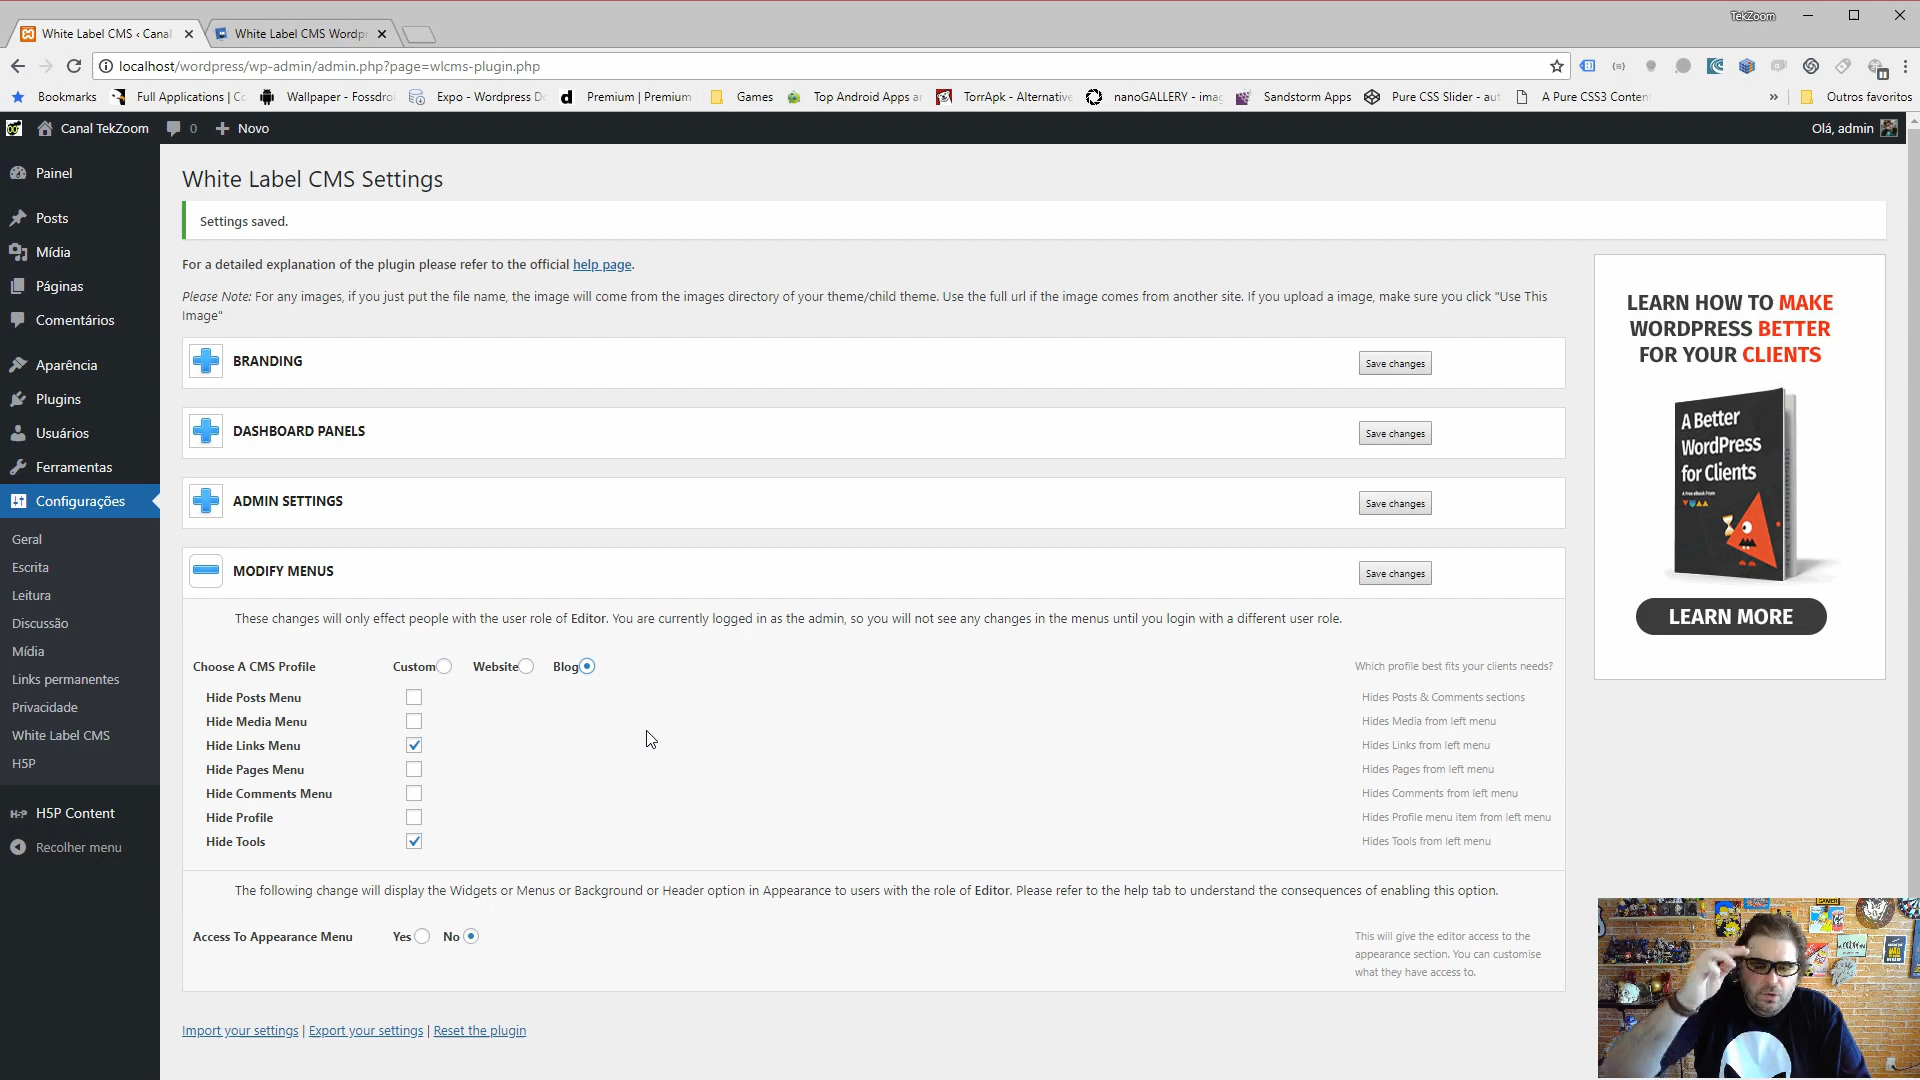 TekZoom
White Label CMS ‹ Canal
White Label CMS Wordp
localhost/wordpress/wp-admin/admin.php?page=wlcms-plugin.php
Bookmarks
Full Applications | C
Wallpaper - Fossdroi
Expo - Wordpress D
Premium | Premium
Games
Top Android Apps a
TorrApk - Alternative
nanoGALLERY - imag
Sandstorm Apps
Pure CSS Slider - aut
A Pure CSS3 Conten
»
Outros favoritos
Canal TekZoom
0
Novo
Olá, admin
Painel
Posts
Mídia
Páginas
Comentários
Aparência
Plugins
Usuários
Ferramentas
Configurações
Geral
Escrita
Leitura
Discussão
Mídia
Links permanentes
Privacidade
White Label CMS
H5P
H5P Content
Recolher menu
White Label CMS Settings
Settings saved.
For a detailed explanation of the plugin please refer to the official help page.
Please Note: For any images, if you just put the file name, the image will come from the images directory of your theme/child theme. Use the full url if the image comes from another site. If you upload a image, make sure you click "Use This
Image"
BRANDING
Save changes
DASHBOARD PANELS
Save changes
ADMIN SETTINGS
Save changes
MODIFY MENUS
Save changes
These changes will only effect people with the user role of Editor. You are currently logged in as the admin, so you will not see any changes in the menus until you login with a different user role.
Choose A CMS Profile Custom Website Blog Which profile best fits your clients needs?
Hide Posts Menu Hides Posts & Comments sections
Hide Media Menu Hides Media from left menu
Hide Links Menu Hides Links from left menu
Hide Pages Menu Hides Pages from left menu
Hide Comments Menu Hides Comments from left menu
Hide Profile Hides Profile menu item from left menu
Hide Tools Hides Tools from left menu
The following change will display the Widgets or Menus or Background or Header option in Appearance to users with the role of Editor. Please refer to the help tab to understand the consequences of enabling this option.
Access To Appearance Menu Yes No This will give the editor access to the
appearance section. You can customise
what they have access to.
Import your settings | Export your settings | Reset the plugin
LEARN HOW TO MAKE
WORDPRESS BETTER
FOR YOUR CLIENTS
A Better
WordPress
for Clients
A Free eBook From
LEARN MORE